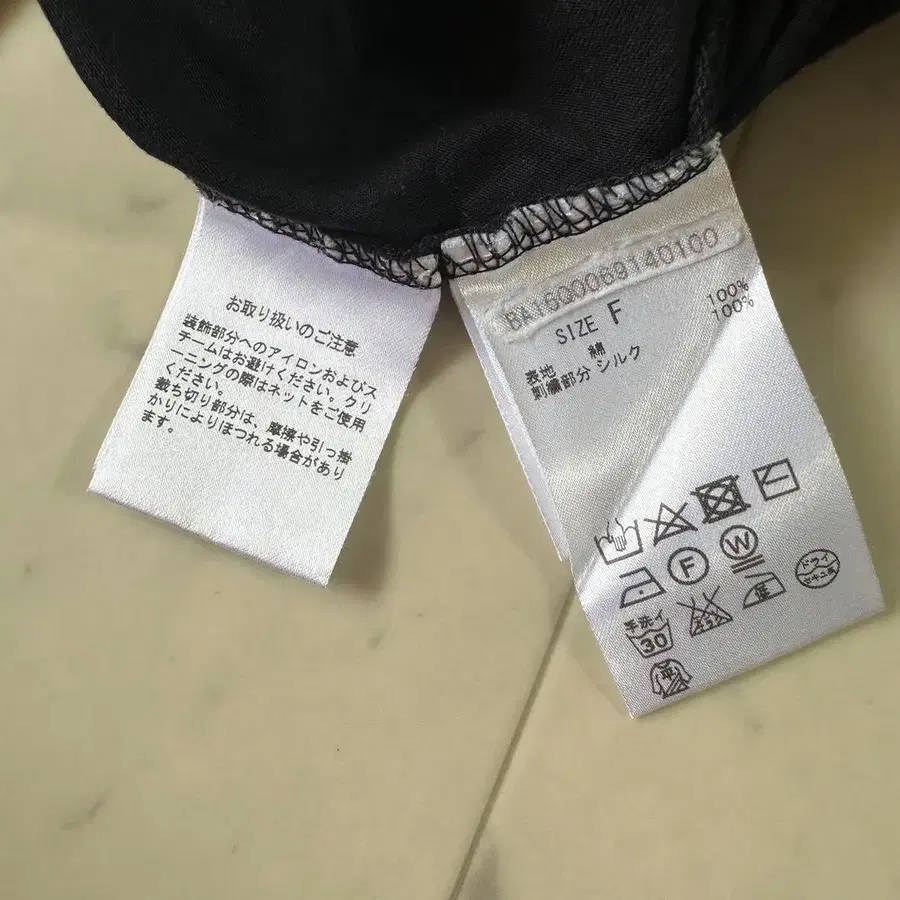 お取り扱いのご注意
装飾部分へのアイロンおよびス
チームはお避けください。クリ
ーニングの際はネットをご使用
ください。
裁ち切り部分は、摩擦や引っ掛
かりによりほつれる場合があり
ます。
SIZE F
表地 綿 100%
刺繍部分 シルク 100%
F W
ドライ
セキユ系
手洗イ
30
平